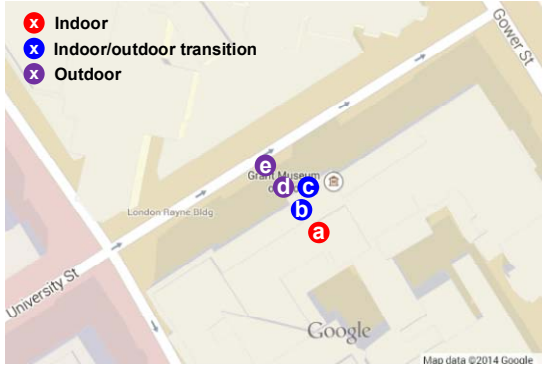 x Indoor
x Indoor/outdoor transition
x Outdoor
Gower St
e
Grant Museum
d
c
b
London Rayne Bldg
a
University St
Google
Map data ©2014 Google